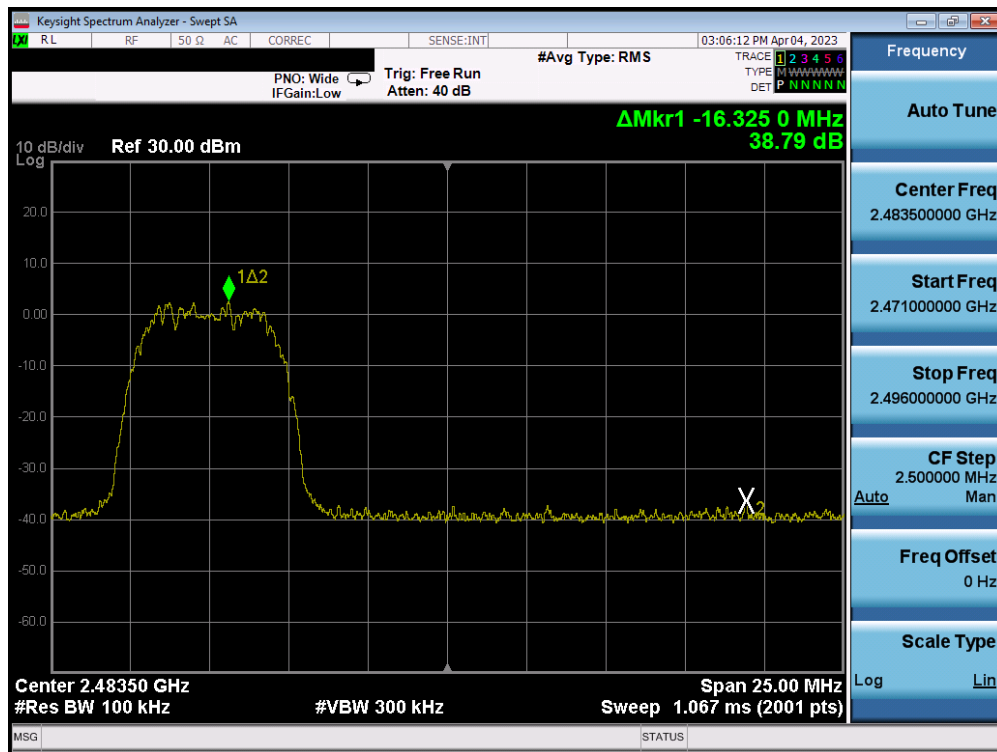 Keysight Spectrum Analyzer - Swept SA
LXI RL RF 50 Ω AC CORREC SENSE:INT 03:06:12 PM Apr 04, 2023
#Avg Type: RMS TRACE 1 2 3 4 5 6
PNO: Wide Trig: Free Run TYPE M WWWWW
IFGain:Low Atten: 40 dB DET P N N N N N
ΔMkr1 -16.325 0 MHz
38.79 dB
10 dB/div Ref 30.00 dBm
Log
20.0
10.0
1Δ2
0.00
-10.0
-20.0
-30.0
-40.0
X2
-50.0
-60.0
Center 2.48350 GHz Span 25.00 MHz
#Res BW 100 kHz #VBW 300 kHz Sweep 1.067 ms (2001 pts)
MSG STATUS
Frequency
Auto Tune
Center Freq
2.483500000 GHz
Start Freq
2.471000000 GHz
Stop Freq
2.496000000 GHz
CF Step
2.500000 MHz
Auto Man
Freq Offset
0 Hz
Scale Type
Log Lin